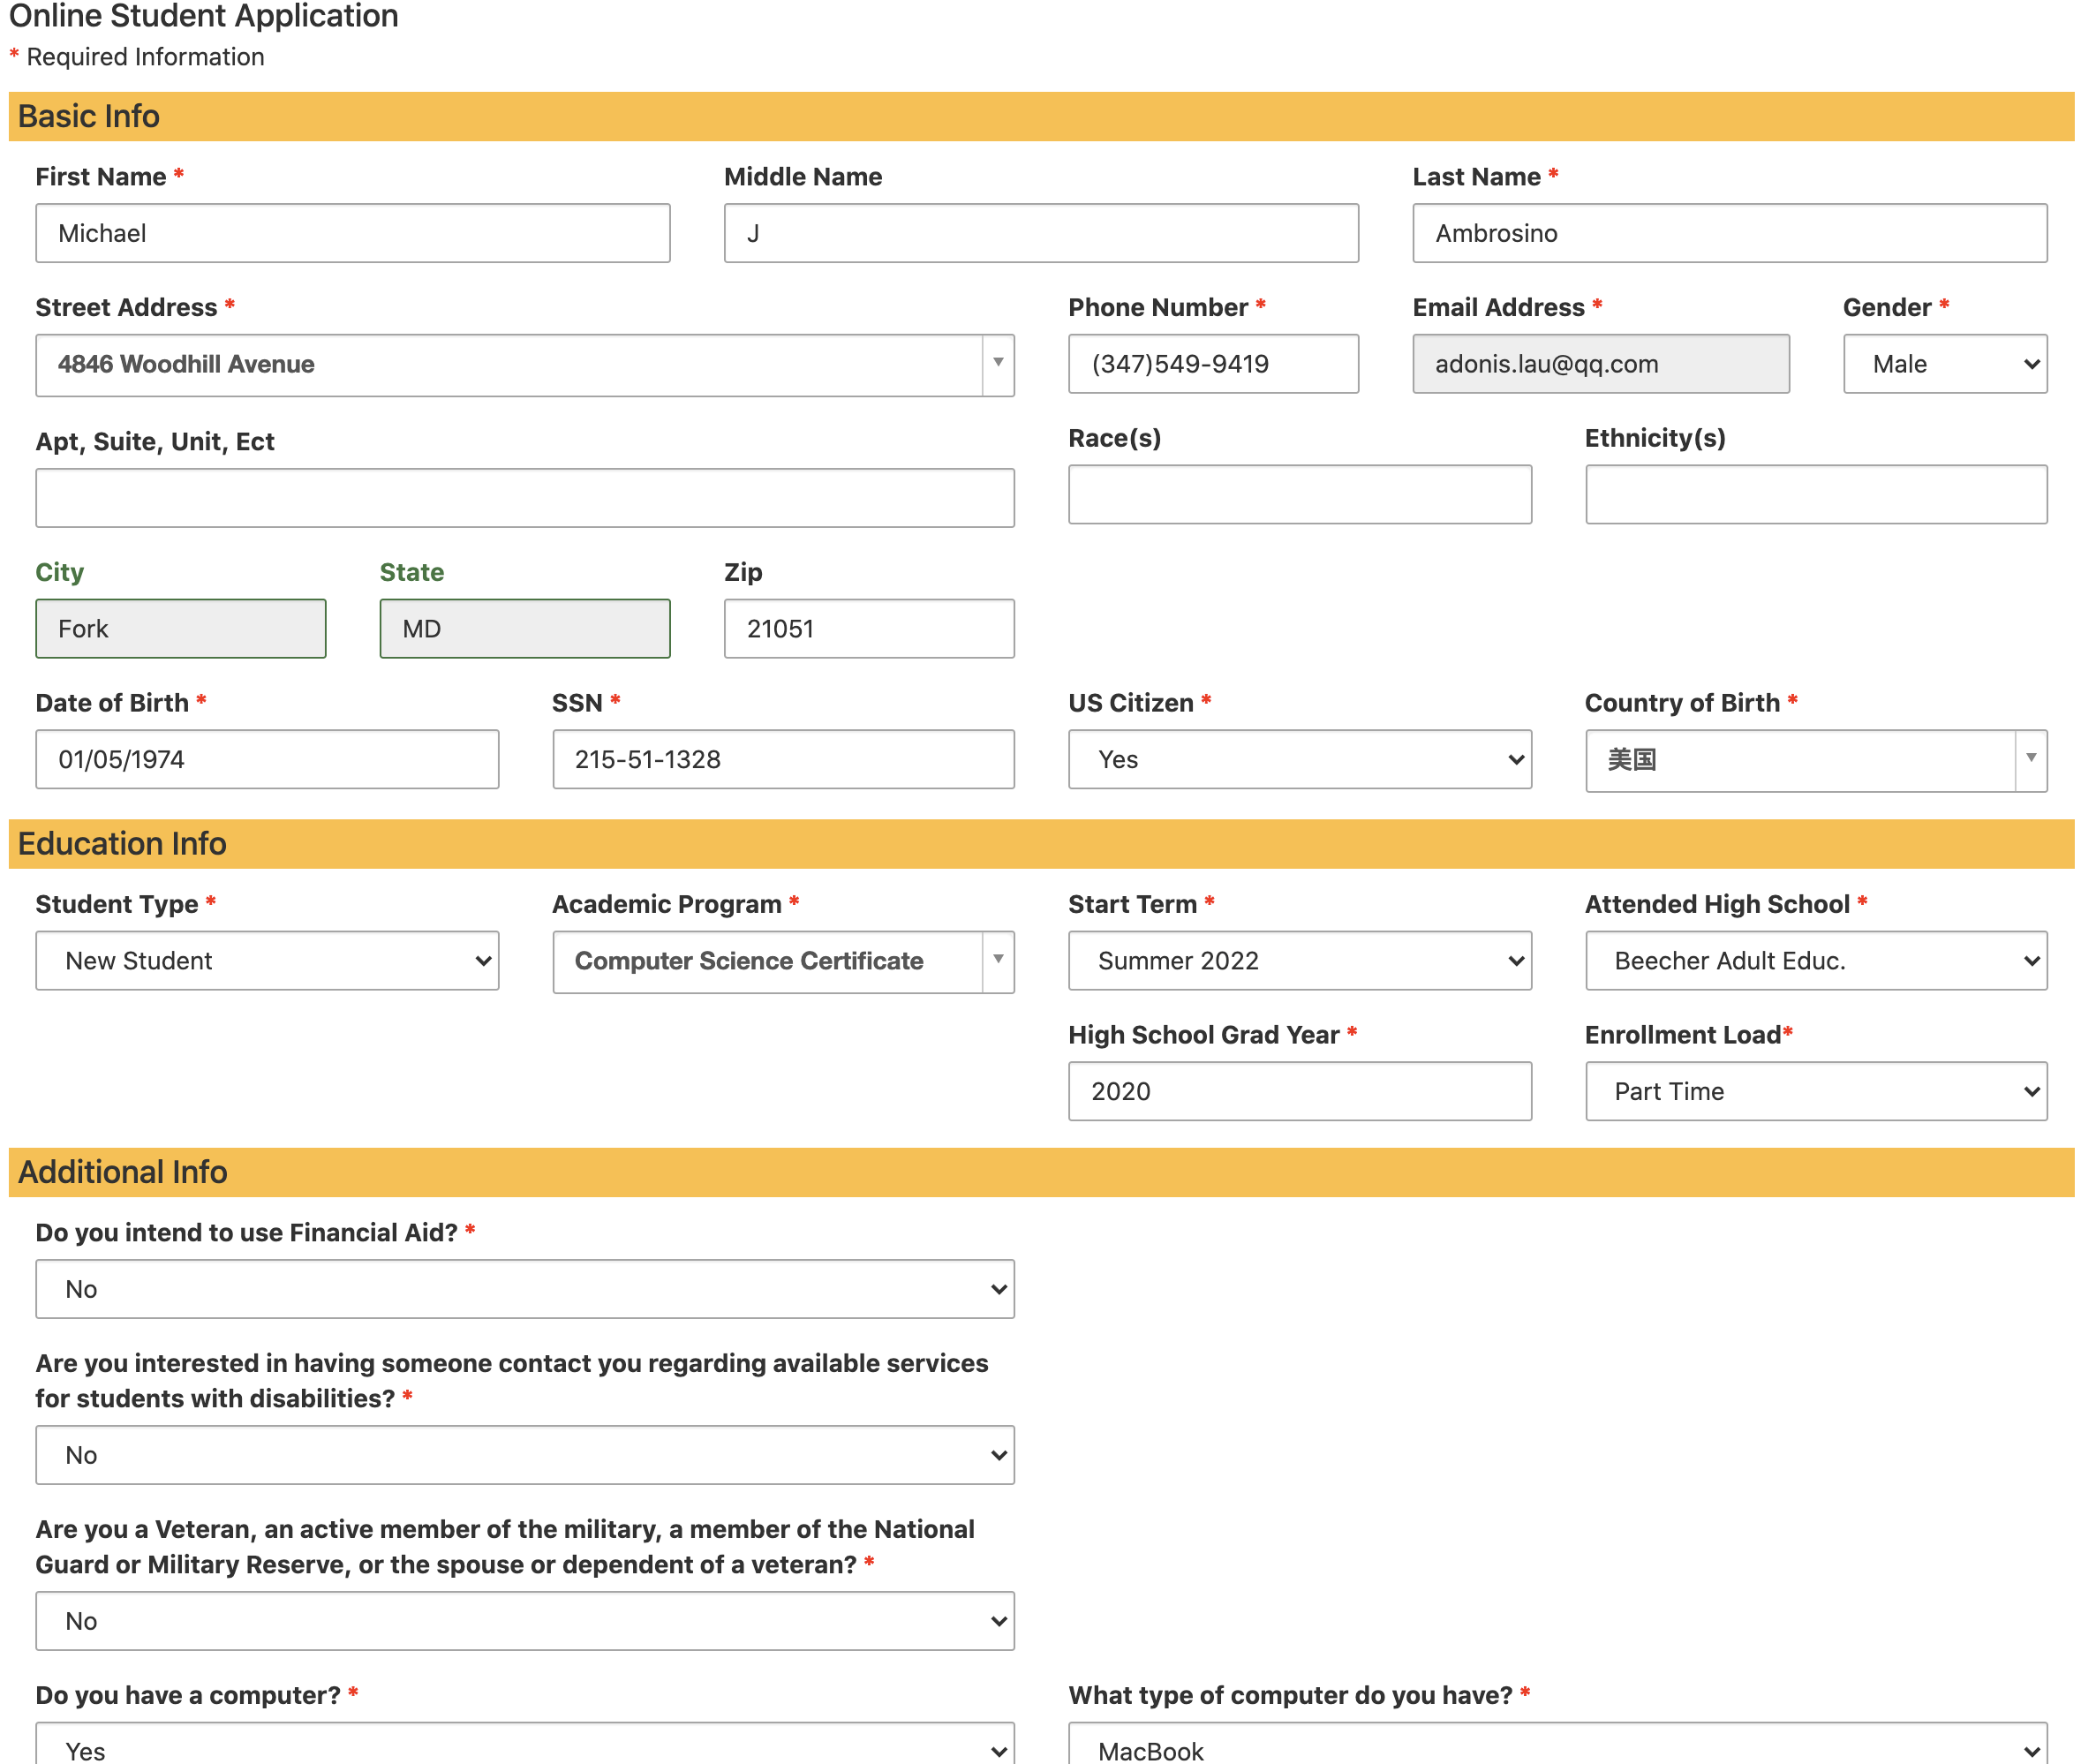 Online Student Application
* Required Information
Basic Info
First Name * Middle Name Last Name *
Michael J Ambrosino
Street Address * Phone Number * Email Address * Gender *
4846 Woodhill Avenue (347)549-9419 adonis.lau@qq.com Male
Apt, Suite, Unit, Ect Race(s) Ethnicity(s)
City State Zip
Fork MD 21051
Date of Birth * SSN * US Citizen * Country of Birth *
01/05/1974 215-51-1328 Yes 美国
Education Info
Student Type * Academic Program * Start Term * Attended High School *
New Student Computer Science Certificate Summer 2022 Beecher Adult Educ.
High School Grad Year * Enrollment Load*
2020 Part Time
Additional Info
Do you intend to use Financial Aid? *
No
Are you interested in having someone contact you regarding available services
for students with disabilities? *
No
Are you a Veteran, an active member of the military, a member of the National
Guard or Military Reserve, or the spouse or dependent of a veteran? *
No
Do you have a computer? * What type of computer do you have? *
Yes MacBook